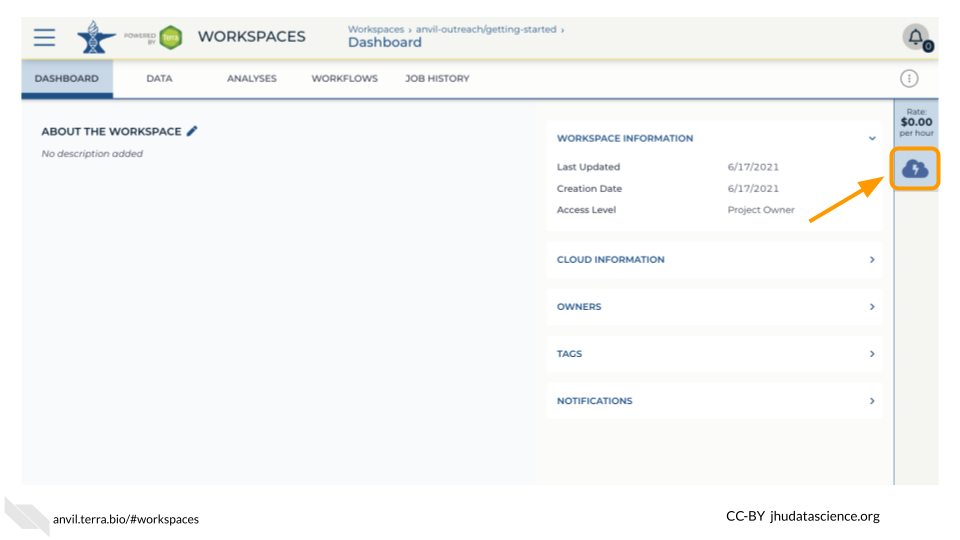 POWERED BY Terra
WORKSPACES
Workspaces › anvil-outreach/getting-started ›
Dashboard
0
DASHBOARD
DATA
ANALYSES
WORKFLOWS
JOB HISTORY
Rate:
$0.00
per hour
ABOUT THE WORKSPACE
No description added
WORKSPACE INFORMATION
Last Updated 6/17/2021
Creation Date 6/17/2021
Access Level Project Owner
CLOUD INFORMATION
OWNERS
TAGS
NOTIFICATIONS
anvil.terra.bio/#workspaces
CC-BY jhudatascience.org